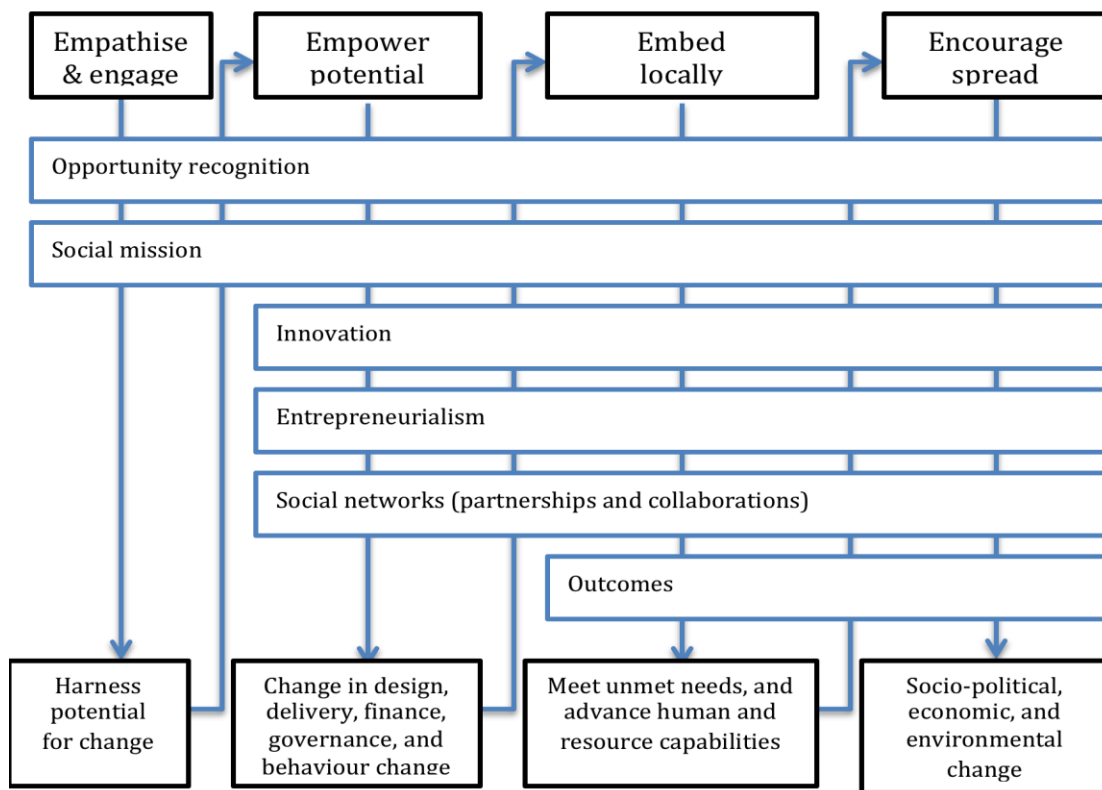 Empathise
& engage
Empower
potential
Embed
locally
Encourage
spread
Opportunity recognition
Social mission
Innovation
Entrepreneurialism
Social networks (partnerships and collaborations)
Outcomes
Harness
potential
for change
Change in design,
delivery, finance,
governance, and
behaviour change
Meet unmet needs, and
advance human and
resource capabilities
Socio-political,
economic, and
environmental
change